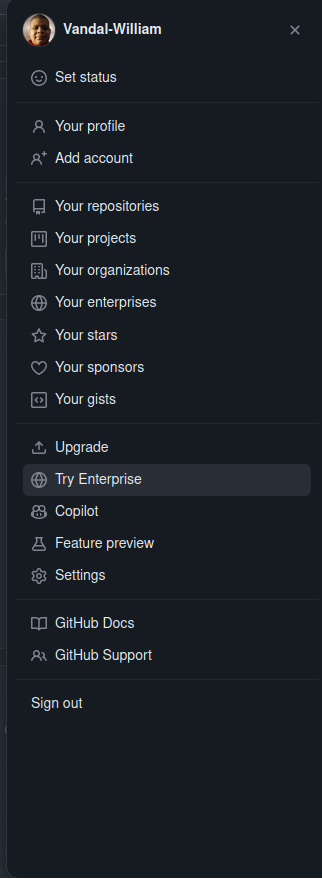 Vandal-William
Set status
Your profile
Add account
Your repositories
Your projects
Your organizations
Your enterprises
Your stars
Your sponsors
Your gists
Upgrade
Try Enterprise
Copilot
Feature preview
Settings
GitHub Docs
GitHub Support
Sign out